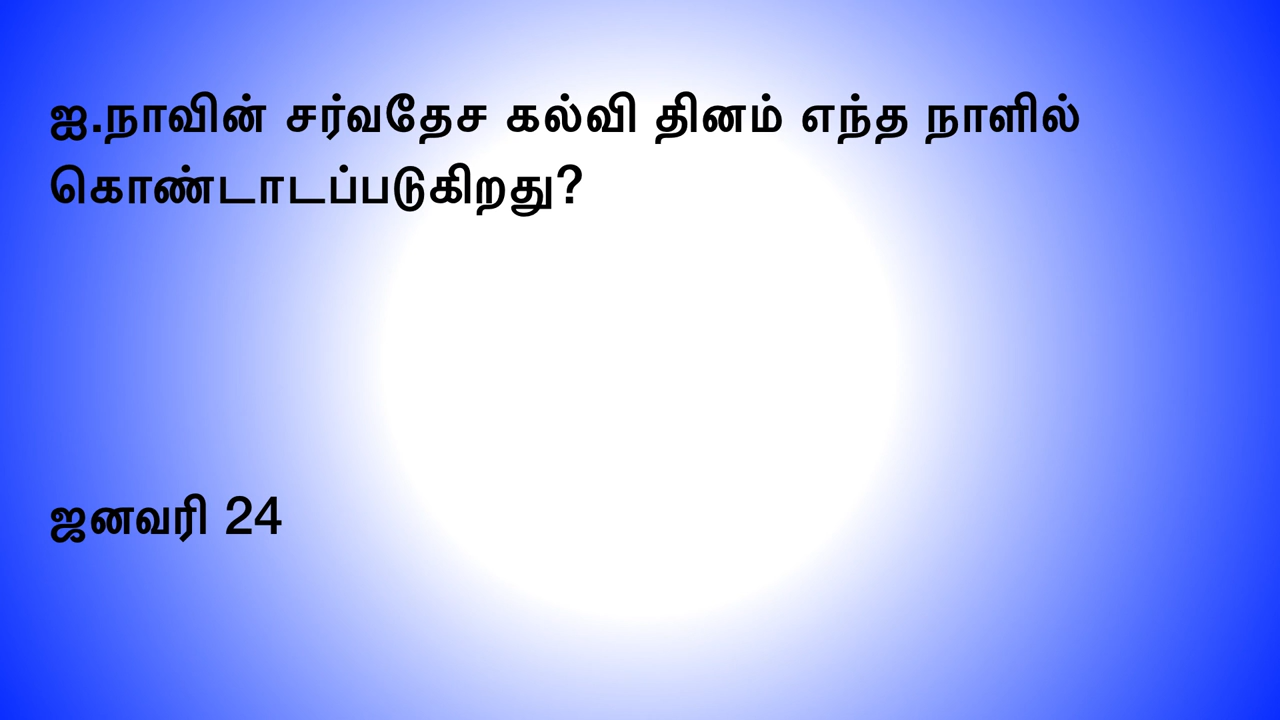 ஐ.நாவின் சர்வதேச கல்வி தினம் எந்த நாளில்
கொண்டாடப்படுகிறது?
ஜனவரி 24